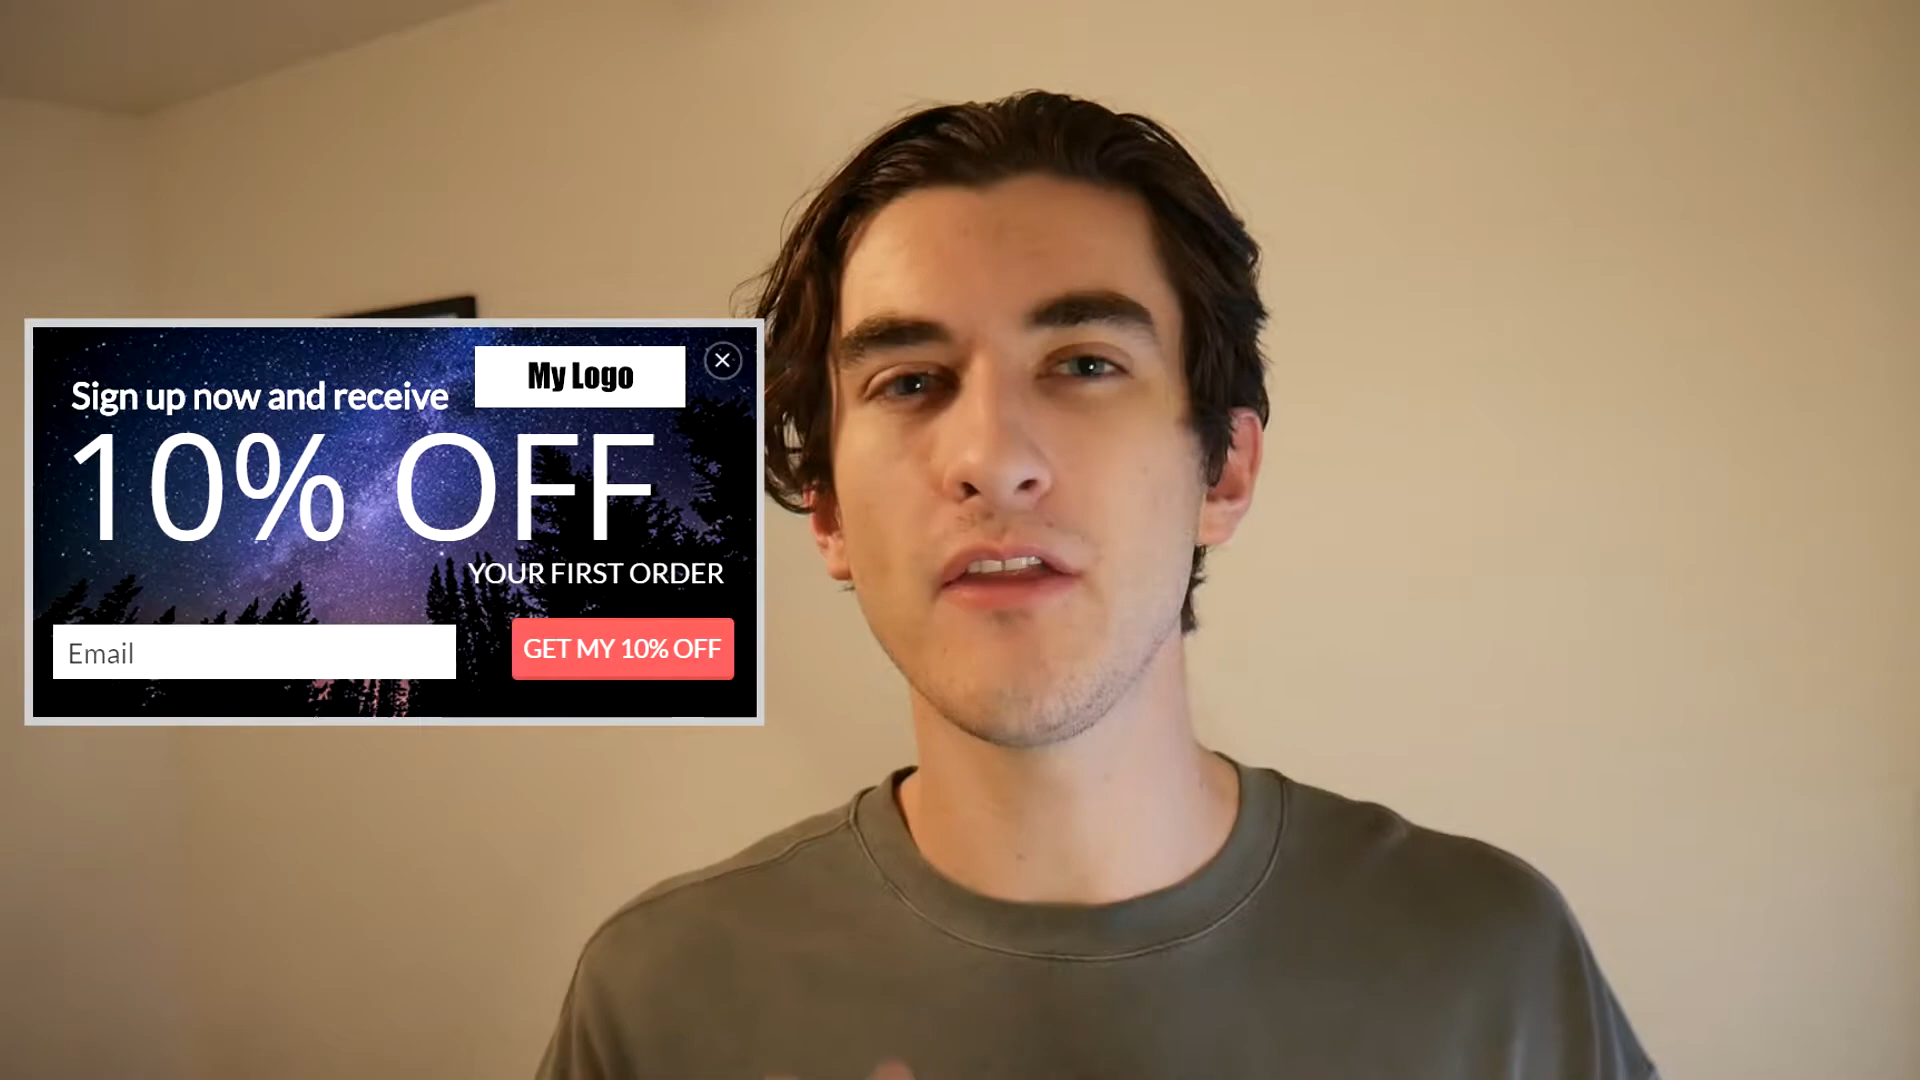 My Logo
Sign up now and receive
10% OFF
YOUR FIRST ORDER
Email
GET MY 10% OFF